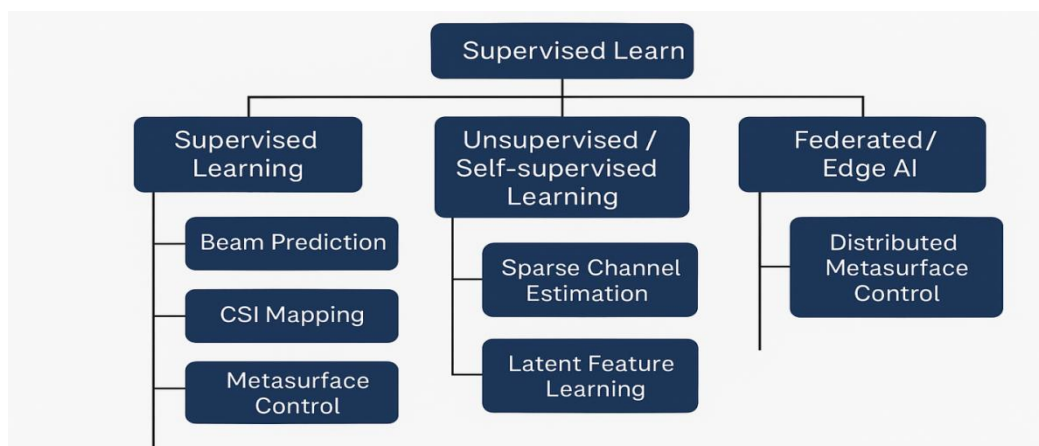 Supervised Learn
Supervised
Learning
Beam Prediction
CSI Mapping
Metasurface
Control
Unsupervised /
Self-supervised
Learning
Sparse Channel
Estimation
Latent Feature
Learning
Federated/
Edge AI
Distributed
Metasurface
Control